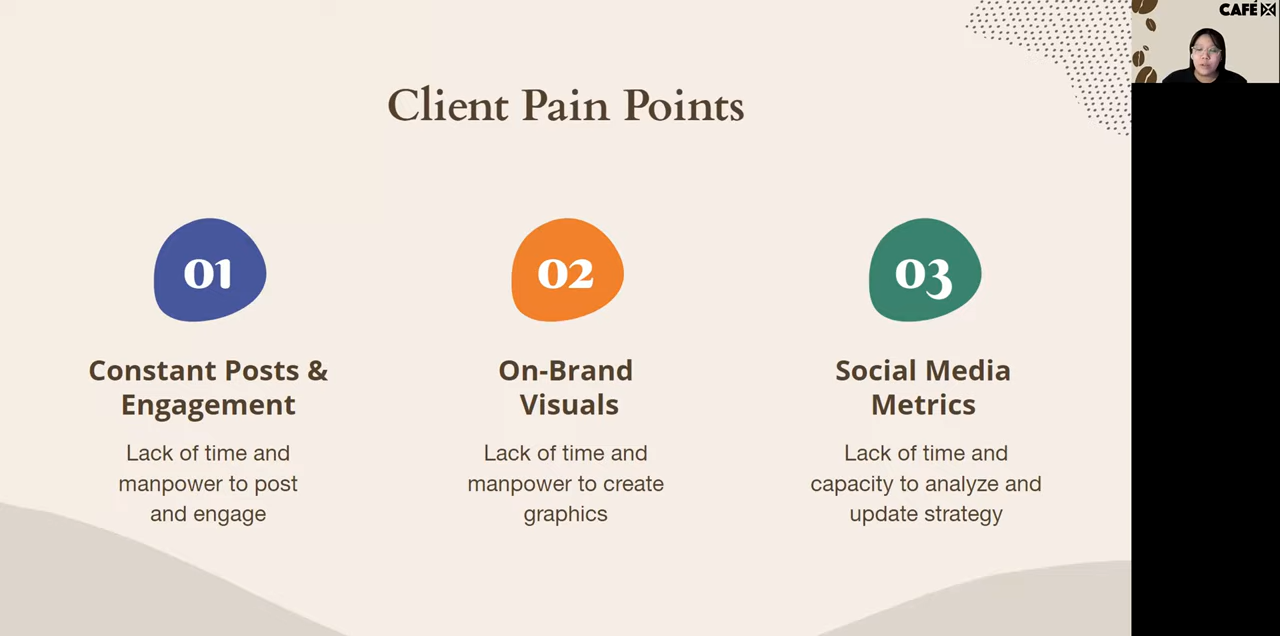 CAFÉ X
Client Pain Points
01
02
03
Constant Posts &
Engagement
On-Brand
Visuals
Social Media
Metrics
Lack of time and
manpower to post
and engage
Lack of time and
manpower to create
graphics
Lack of time and
capacity to analyze and
update strategy